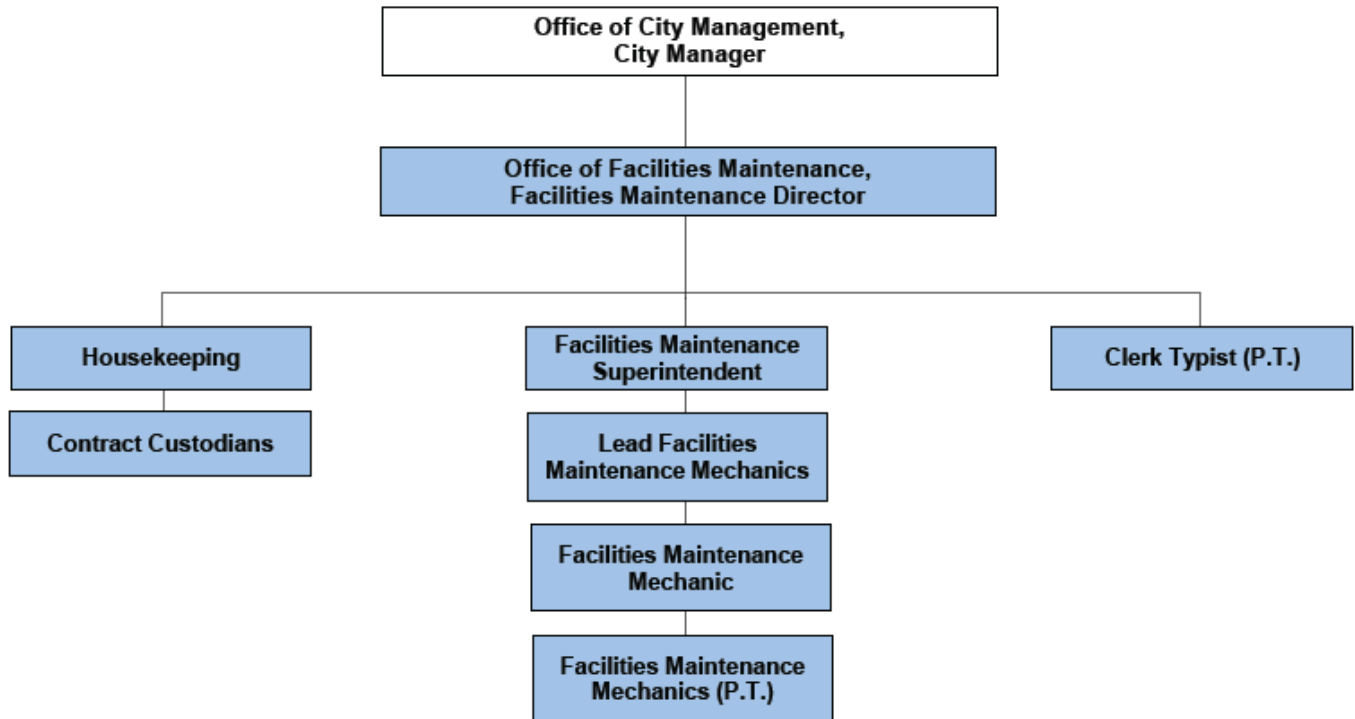 Office of City Management,
City Manager
Office of Facilities Maintenance,
Facilities Maintenance Director
Housekeeping
Contract Custodians
Facilities Maintenance
Superintendent
Lead Facilities
Maintenance Mechanics
Facilities Maintenance
Mechanic
Facilities Maintenance
Mechanics (P.T.)
Clerk Typist (P.T.)